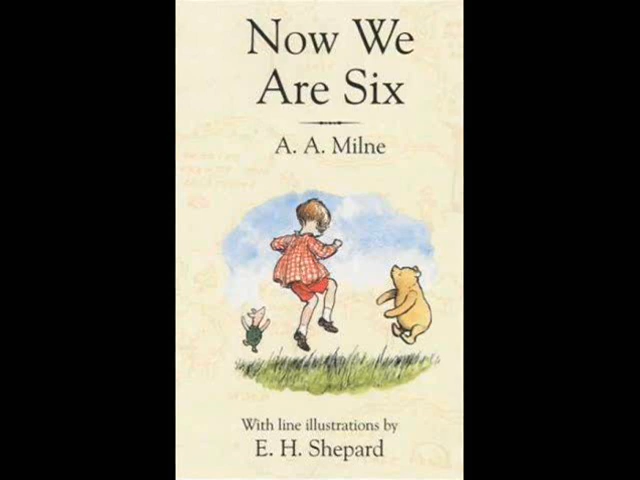 Now We
Are Six
A. A. Milne
With line illustrations by
E. H. Shepard